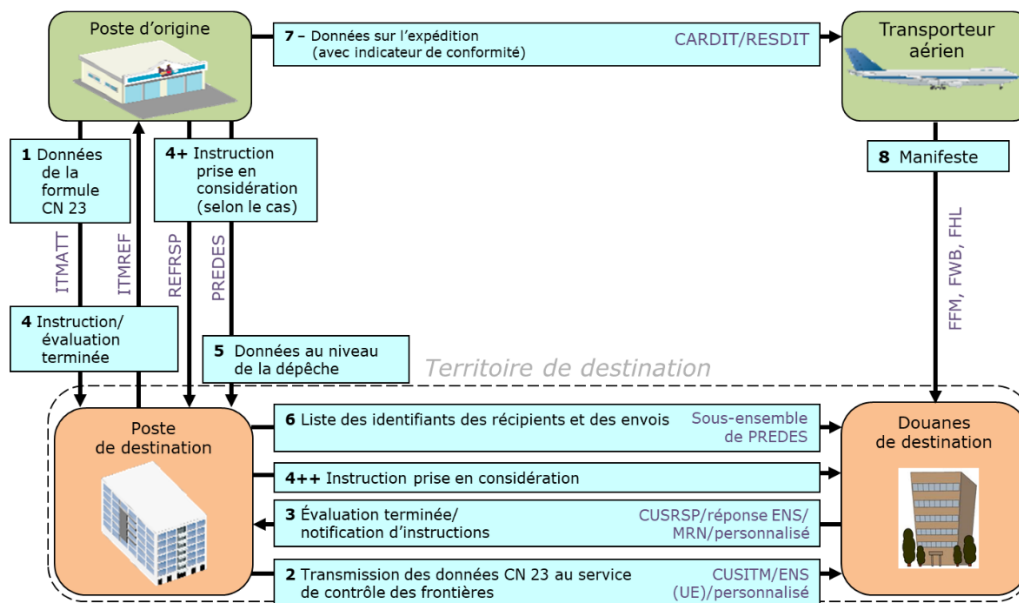 Poste d'origine
7 – Données sur l'expédition
(avec indicateur de conformité)
CARDIT/RESDIT
Transporteur
aérien
1 Données
de la
formule
CN 23
4+ Instruction
prise en
considération
(selon le cas)
8 Manifeste
ITMATT
ITMREF
REFRSP
PREDES
FFM, FWB, FHL
4 Instruction/
évaluation
terminée
5 Données au niveau
de la dépêche
Territoire de destination
Poste
de destination
6 Liste des identifiants des récipients et des envois
Sous-ensemble
de PREDES
Douanes
de destination
4++ Instruction prise en considération
3 Évaluation terminée/
notification d'instructions
CUSRSP/réponse ENS/
MRN/personnalisé
2 Transmission des données CN 23 au service
de contrôle des frontières
CUSITM/ENS
(UE)/personnalisé